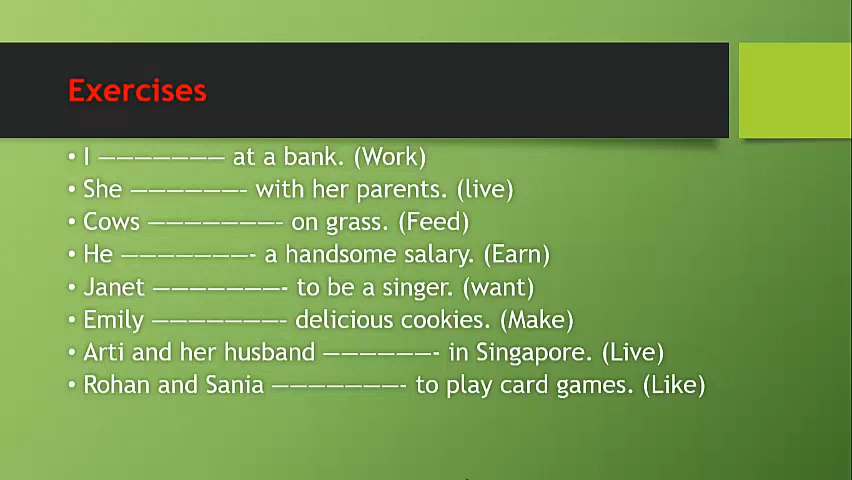 Exercises
• I ——————— at a bank. (Work)
• She ——————- with her parents. (live)
• Cows ———————- on grass. (Feed)
• He ———————- a handsome salary. (Earn)
• Janet ———————- to be a singer. (want)
• Emily ———————- delicious cookies. (Make)
• Arti and her husband ——————- in Singapore. (Live)
• Rohan and Sania ———————- to play card games. (Like)